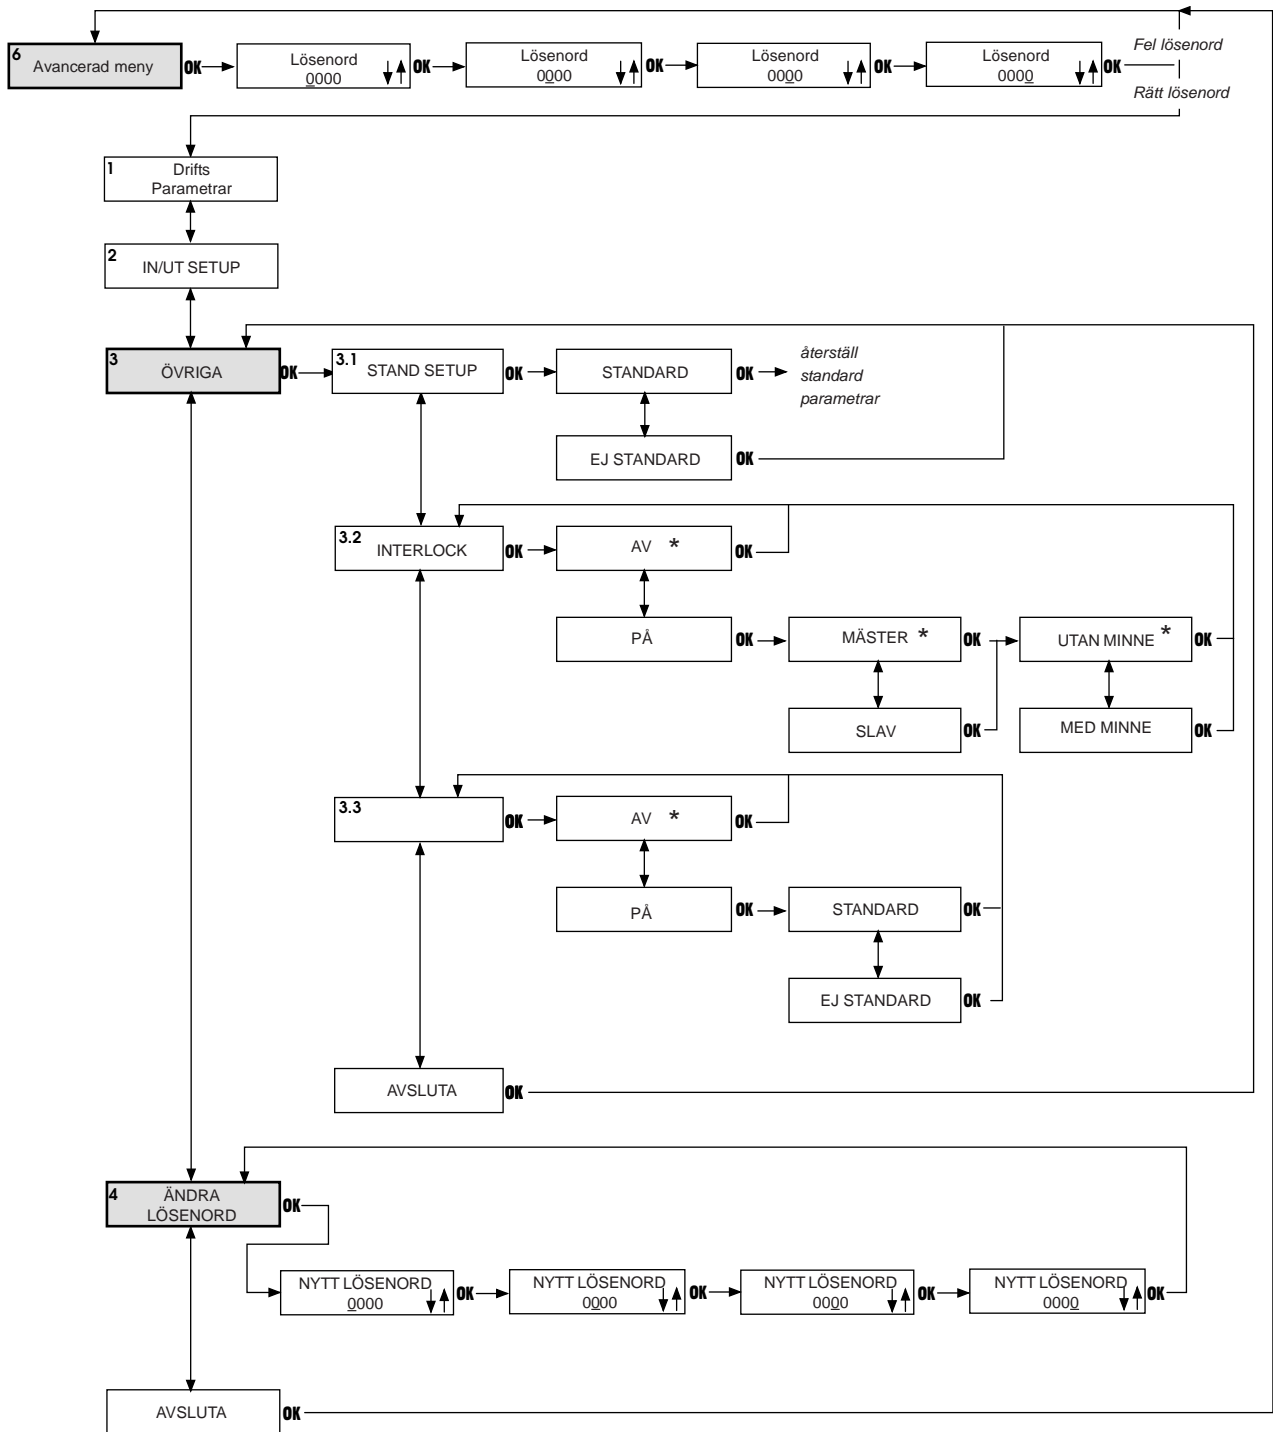 6
Avancerad meny
OK
Lösenord
0000
OK
Lösenord
0000
OK
Lösenord
0000
OK
Lösenord
0000
OK
Fel lösenord
Rätt lösenord
1
Drifts
Parametrar
2
IN/UT SETUP
3
ÖVRIGA
OK
3.1
STAND SETUP
OK
STANDARD
OK
återställ
standard
parametrar
EJ STANDARD
OK
3.2
INTERLOCK
OK
AV *
OK
PÅ
OK
MÄSTER *
OK
UTAN MINNE *
OK
SLAV
OK
MED MINNE
OK
3.3
OK
AV *
OK
PÅ
OK
STANDARD
OK
EJ STANDARD
OK
AVSLUTA
OK
4
ÄNDRA
LÖSENORD
OK
NYTT LÖSENORD
0000
OK
NYTT LÖSENORD
0000
OK
NYTT LÖSENORD
0000
OK
NYTT LÖSENORD
0000
OK
AVSLUTA
OK